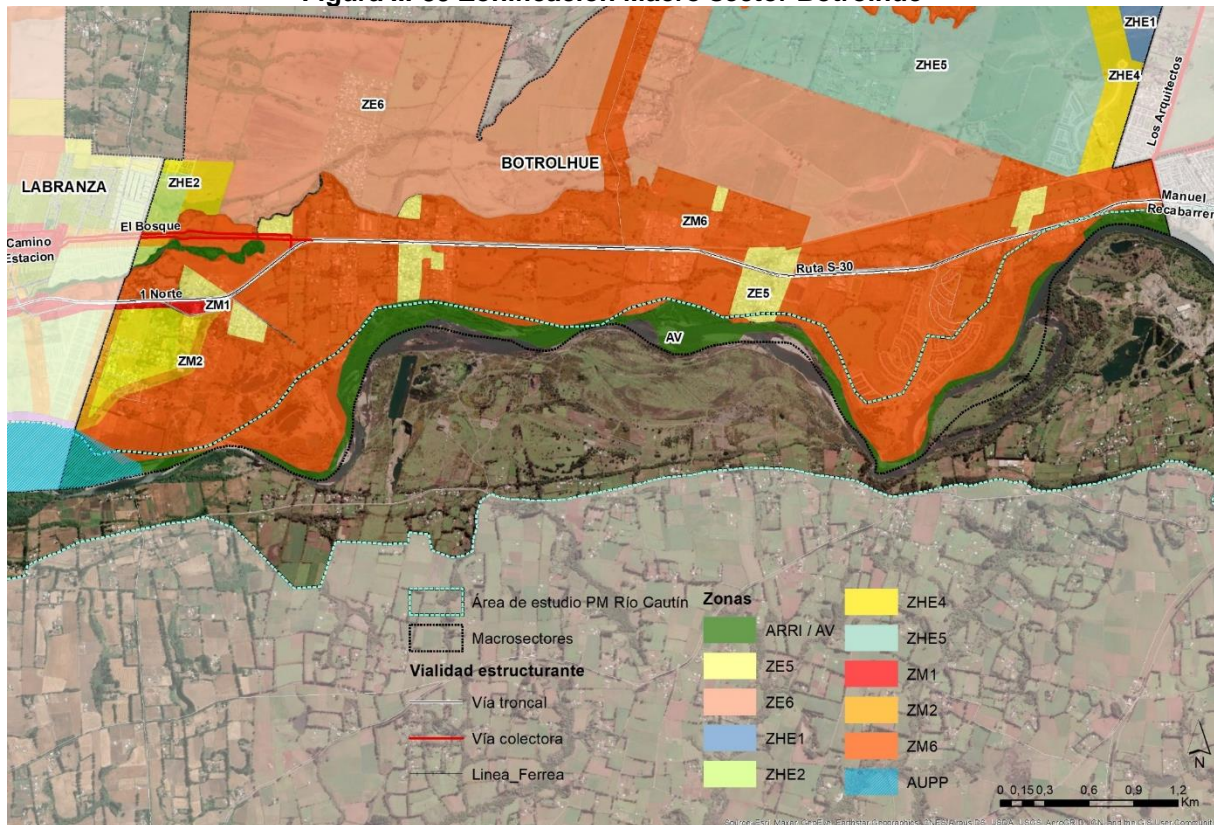 Figura III-38 Zonificación Macro sector Botrolhue
ZHE1
ZHE5
ZHE4
Los Arquitectos
ZE6
BOTROLHUE
LABRANZA
ZHE2
Manuel
Recabarren
ZM6
El Bosque
Camino
Estacion
Ruta S-30
1 Norte
ZM1
ZE5
AV
ZM2
Área de estudio PM Río Cautín
Macrosectores
Vialidad estructurante
Vía troncal
Vía colectora
Linea_Ferrea
Zonas
ARRI / AV
ZE5
ZE6
ZHE1
ZHE2
ZHE4
ZHE5
ZM1
ZM2
ZM6
AUPP
N
0 0,15 0,3 0,6 0,9 1,2
Km